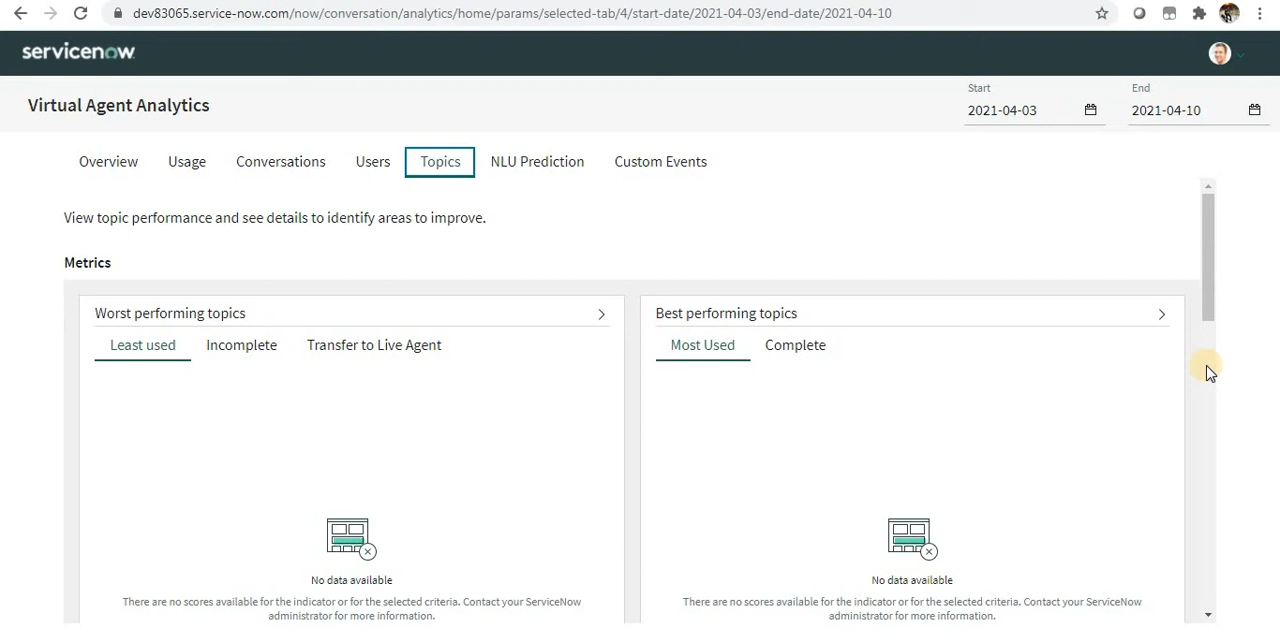 dev83065.service-now.com/now/conversation/analytics/home/params/selected-tab/4/start-date/2021-04-03/end-date/2021-04-10
servicenow
Virtual Agent Analytics
Start
2021-04-03
End
2021-04-10
Overview
Usage
Conversations
Users
Topics
NLU Prediction
Custom Events
View topic performance and see details to identify areas to improve.
Metrics
Worst performing topics
Least used
Incomplete
Transfer to Live Agent
No data available
There are no scores available for the indicator or for the selected criteria. Contact your ServiceNow
administrator for more information.
Best performing topics
Most Used
Complete
No data available
There are no scores available for the indicator or for the selected criteria. Contact your ServiceNow
administrator for more information.